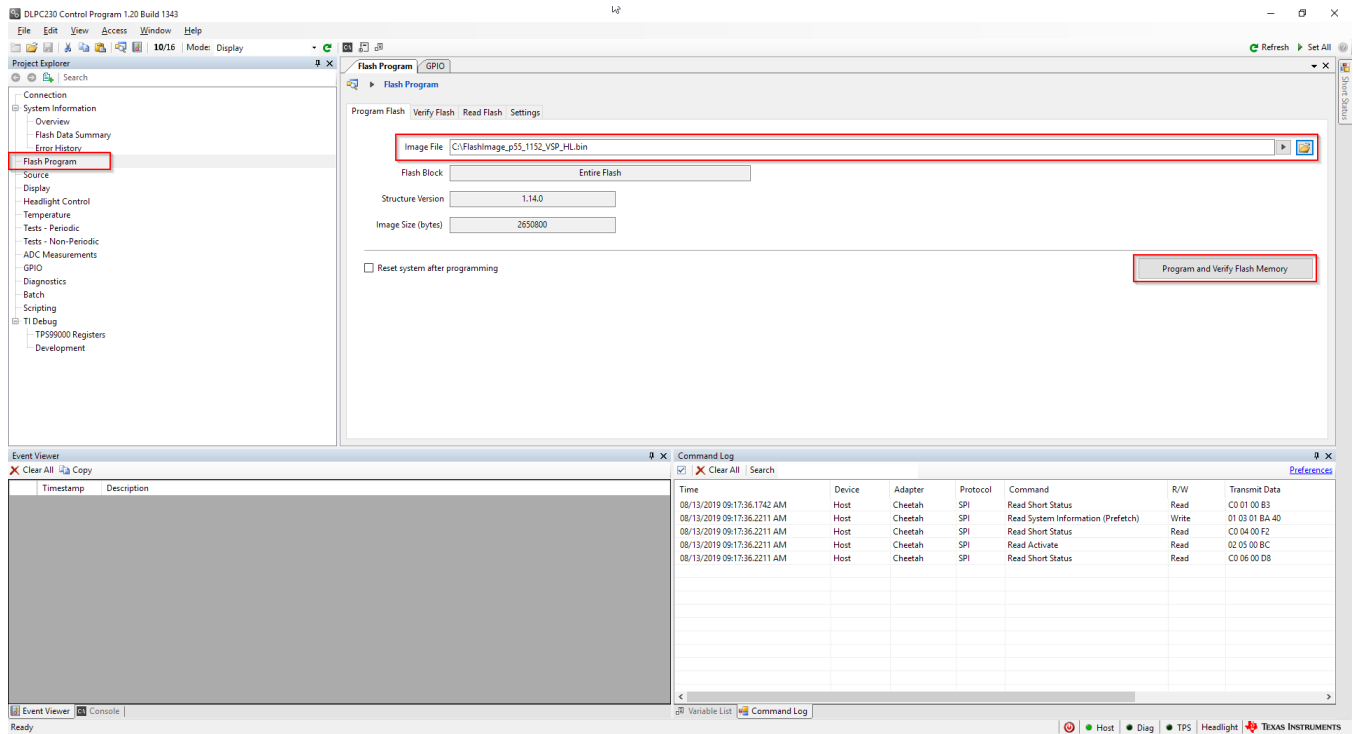 DLPC230 Control Program 1.20 Build 1343
File Edit View Access Window Help
10/16 Mode: Display
Refresh Set All
Project Explorer
Search
Connection
System Information
Overview
Flash Data Summary
Error History
Flash Program
Source
Display
Headlight Control
Temperature
Tests - Periodic
Tests - Non-Periodic
ADC Measurements
GPIO
Diagnostics
Batch
Scripting
TI Debug
TPS99000 Registers
Development
Flash Program GPIO
Flash Program
Program Flash Verify Flash Read Flash Settings
Image File C:\FlashImage_p55_1152_VSP_HL.bin
Flash Block Entire Flash
Structure Version 1.14.0
Image Size (bytes) 2650800
Reset system after programming
Program and Verify Flash Memory
Short Status
Event Viewer
Clear All Copy
Timestamp Description
Event Viewer Console
Command Log
Clear All Search Preferences
Time Device Adapter Protocol Command R/W Transmit Data
08/13/2019 09:17:36.1742 AM Host Cheetah SPI Read Short Status Read C0 01 00 B3
08/13/2019 09:17:36.2211 AM Host Cheetah SPI Read System Information (Prefetch) Write 01 03 01 BA 40
08/13/2019 09:17:36.2211 AM Host Cheetah SPI Read Short Status Read C0 04 00 F2
08/13/2019 09:17:36.2211 AM Host Cheetah SPI Read Activate Read 02 05 00 BC
08/13/2019 09:17:36.2211 AM Host Cheetah SPI Read Short Status Read C0 06 00 D8
Variable List Command Log
Ready
Host Diag TPS Headlight TEXAS INSTRUMENTS